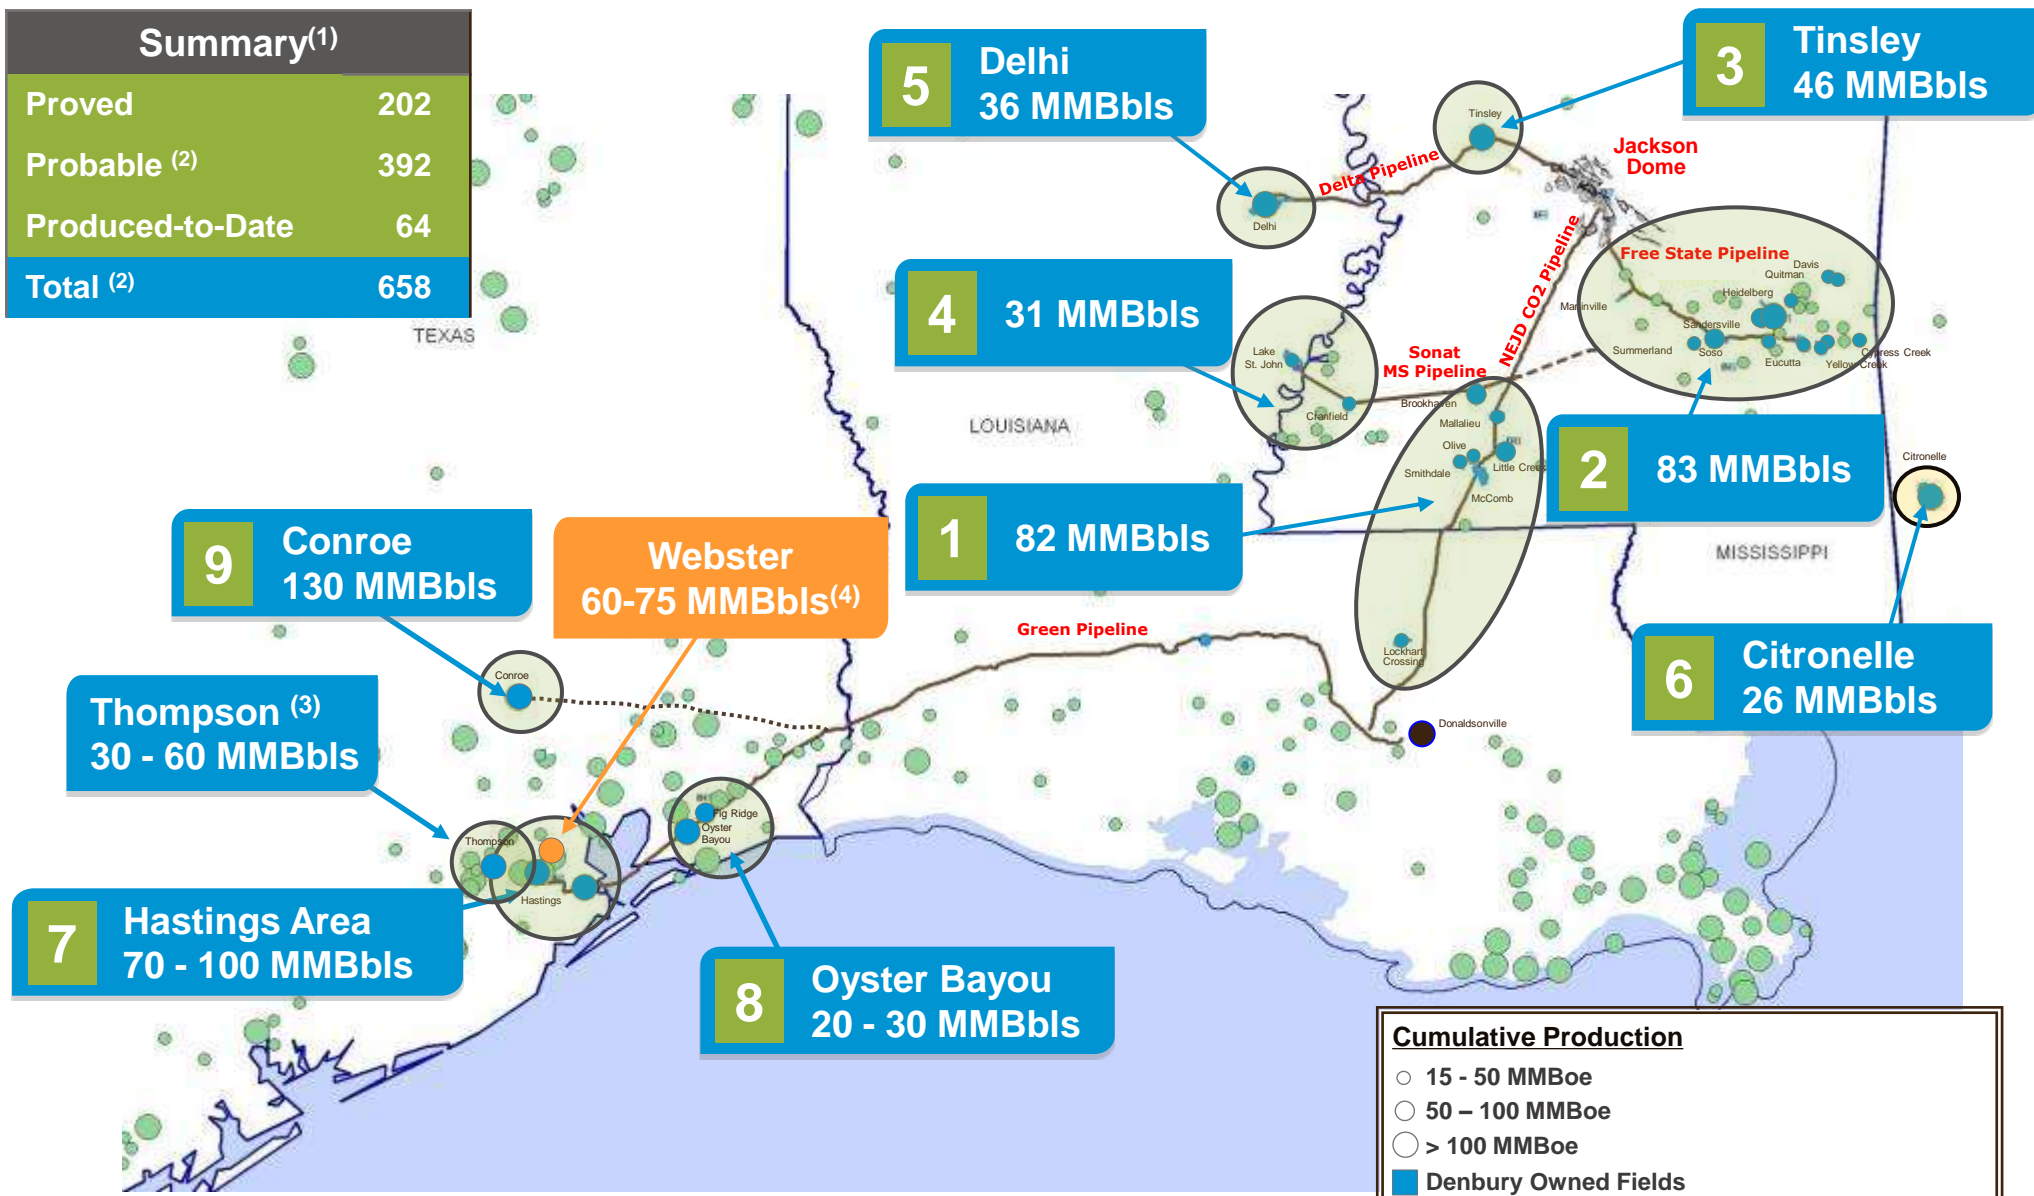 Summary(1)
Proved 202
Probable (2) 392
Produced-to-Date 64
Total (2) 658
5 Delhi
36 MMBbls
3 Tinsley
46 MMBbls
Tinsley
Jackson
Dome
Delta Pipeline
Delhi
NEJD CO2 Pipeline
Free State Pipeline
Davis
Quitman
Heidelberg
Martinville
Sandersville
Summerland
Soso
Eucutta
Cypress Creek
Yellow Creek
4 31 MMBbls
Lake
St. John
Cranfield
Sonat
MS Pipeline
Brookhaven
Mallalieu
Olive
Little Creek
Smithdale
McComb
TEXAS
LOUISIANA
MISSISSIPPI
2 83 MMBbls
Citronelle
1 82 MMBbls
9 Conroe
130 MMBbls
Webster
60-75 MMBbls(4)
Green Pipeline
Lockhart
Crossing
6 Citronelle
26 MMBbls
Conroe
Thompson (3)
30 - 60 MMBbls
Donaldsonville
Fig Ridge
Oyster
Bayou
Thompson
Hastings
7 Hastings Area
70 - 100 MMBbls
8 Oyster Bayou
20 - 30 MMBbls
Cumulative Production
15 - 50 MMBoe
50 – 100 MMBoe
> 100 MMBoe
Denbury Owned Fields